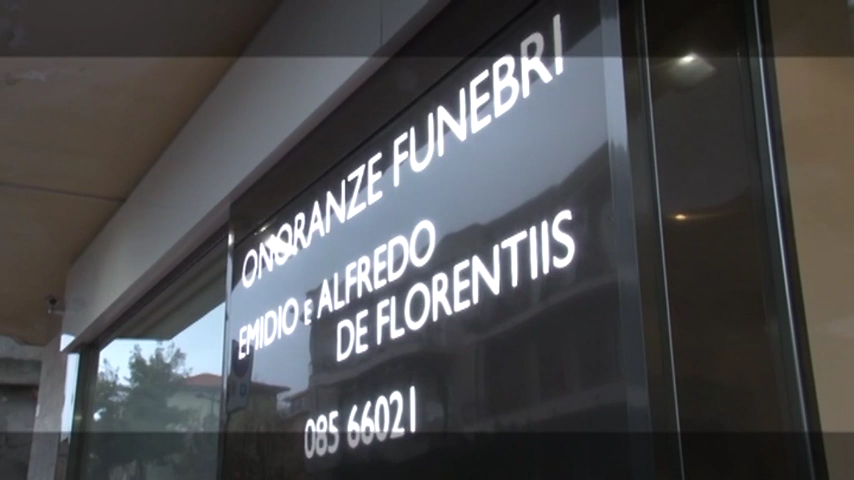 ONORANZE FUNEBRI
EMIDIO E ALFREDO
DE FLORENTIIS
085 66021